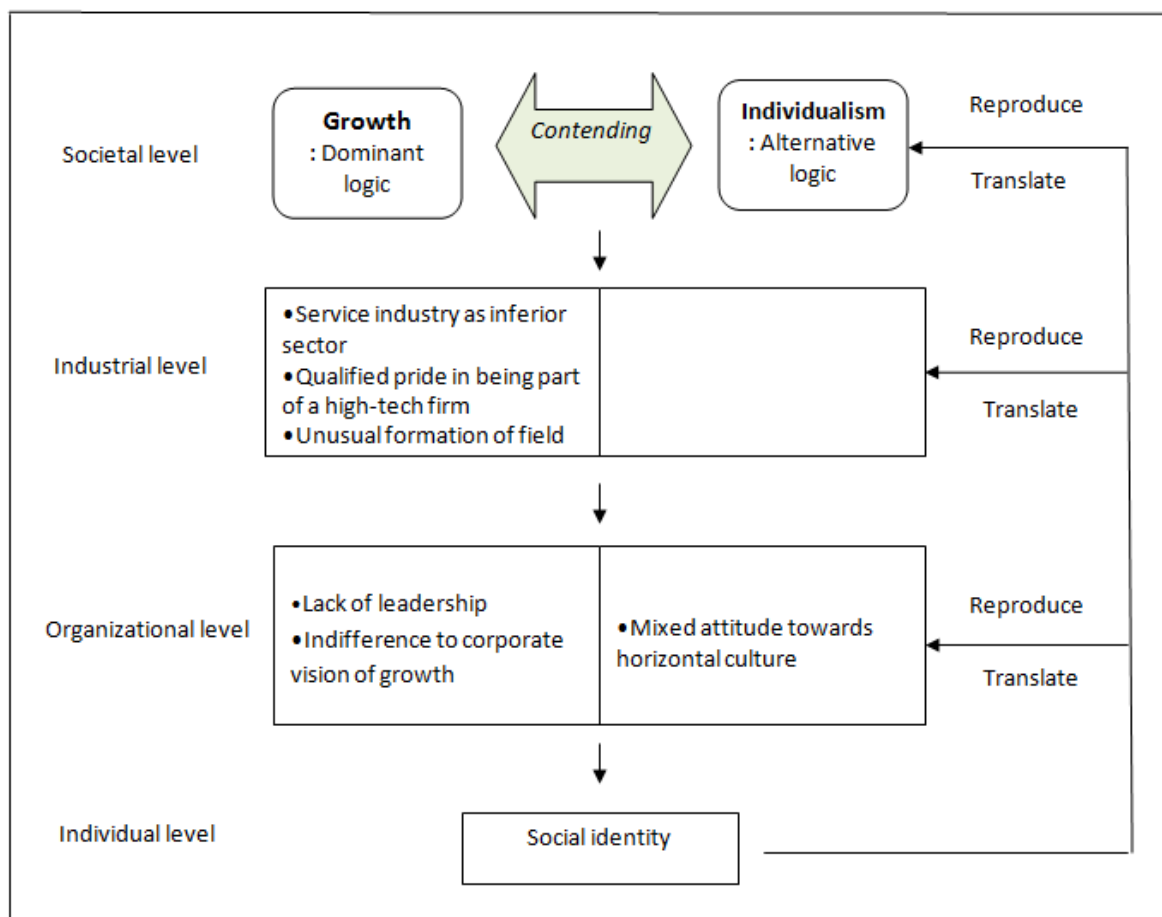 Societal level
Growth
: Dominant
logic
Contending
Individualism
: Alternative
logic
Reproduce
Translate
Industrial level
•Service industry as inferior
sector
•Qualified pride in being part
of a high-tech firm
•Unusual formation of field
Reproduce
Translate
Organizational level
•Lack of leadership
•Indifference to corporate
vision of growth
•Mixed attitude towards
horizontal culture
Reproduce
Translate
Individual level
Social identity